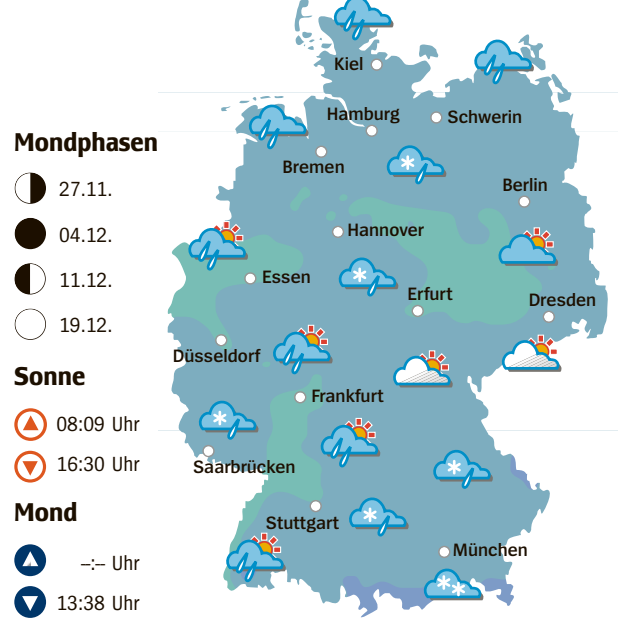 Mondphasen
27.11.
04.12.
11.12.
19.12.
Sonne
08:09 Uhr
16:30 Uhr
Mond
–:– Uhr
13:38 Uhr
Kiel
Hamburg
Schwerin
Bremen
Berlin
Hannover
Essen
Erfurt
Dresden
Düsseldorf
Frankfurt
Saarbrücken
Stuttgart
München